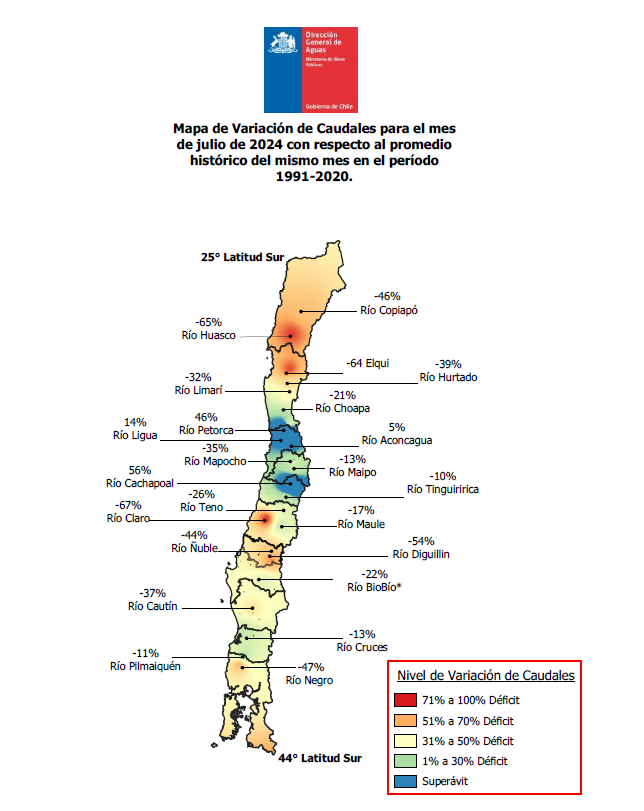 Dirección
General de
Aguas
Ministerio de Obras
Públicas
Gobierno de Chile
Mapa de Variación de Caudales para el mes
de julio de 2024 con respecto al promedio
histórico del mismo mes en el período
1991-2020.
25° Latitud Sur
-46%
Río Copiapó
-65%
Río Huasco
-64 Elqui
-39%
Río Hurtado
-32%
Río Limarí
-21%
Río Choapa
46%
Río Petorca
14%
Río Ligua
5%
Río Aconcagua
-35%
Río Mapocho
-13%
Río Maipo
56%
Río Cachapoal
-10%
Río Tinguiririca
-26%
Río Teno
-67%
Río Claro
-17%
Río Maule
-44%
Río Ñuble
-54%
Río Diguillin
-22%
Río BioBío*
-37%
Río Cautín
-13%
Río Cruces
-11%
Río Pilmaiquén
-47%
Río Negro
44° Latitud Sur
Nivel de Variación de Caudales
71% a 100% Déficit
51% a 70% Déficit
31% a 50% Déficit
1% a 30% Déficit
Superávit